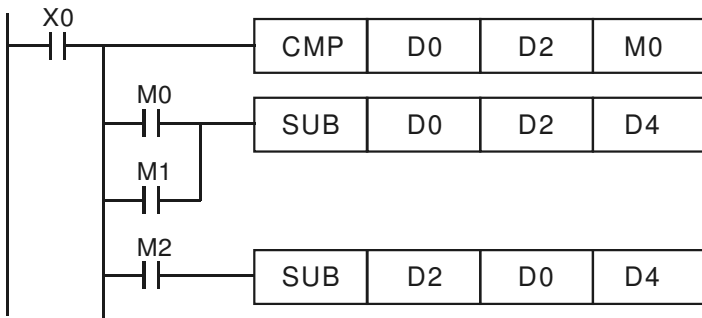 X0
CMP D0 D2 M0
M0
SUB D0 D2 D4
M1
M2
SUB D2 D0 D4